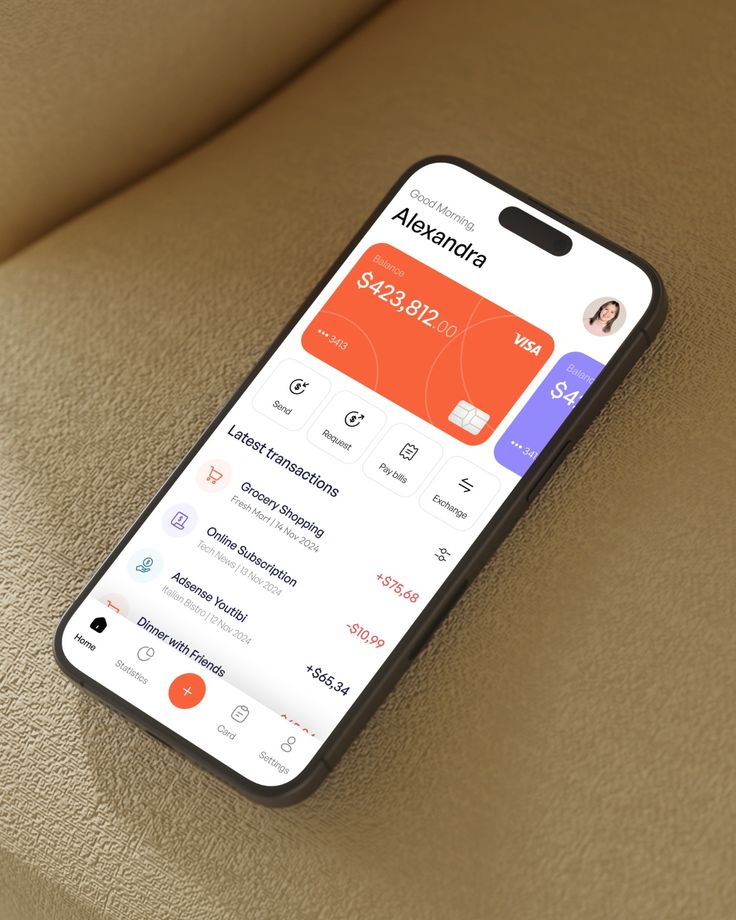 Good Morning,
Alexandra
Balance
$423,812.00
••• 3413
VISA
$4
Send
Request
Pay bills
Exchange
Latest transactions
Grocery Shopping
Fresh Mart | 14 Nov 2024
+$75,68
Online Subscription
Tech News | 13 Nov 2024
-$10,99
Adsense Youtibi
Italian Bistro | 12 Nov 2024
+$65,34
Dinner with Friends
Home
Statistics
+
Card
Settings